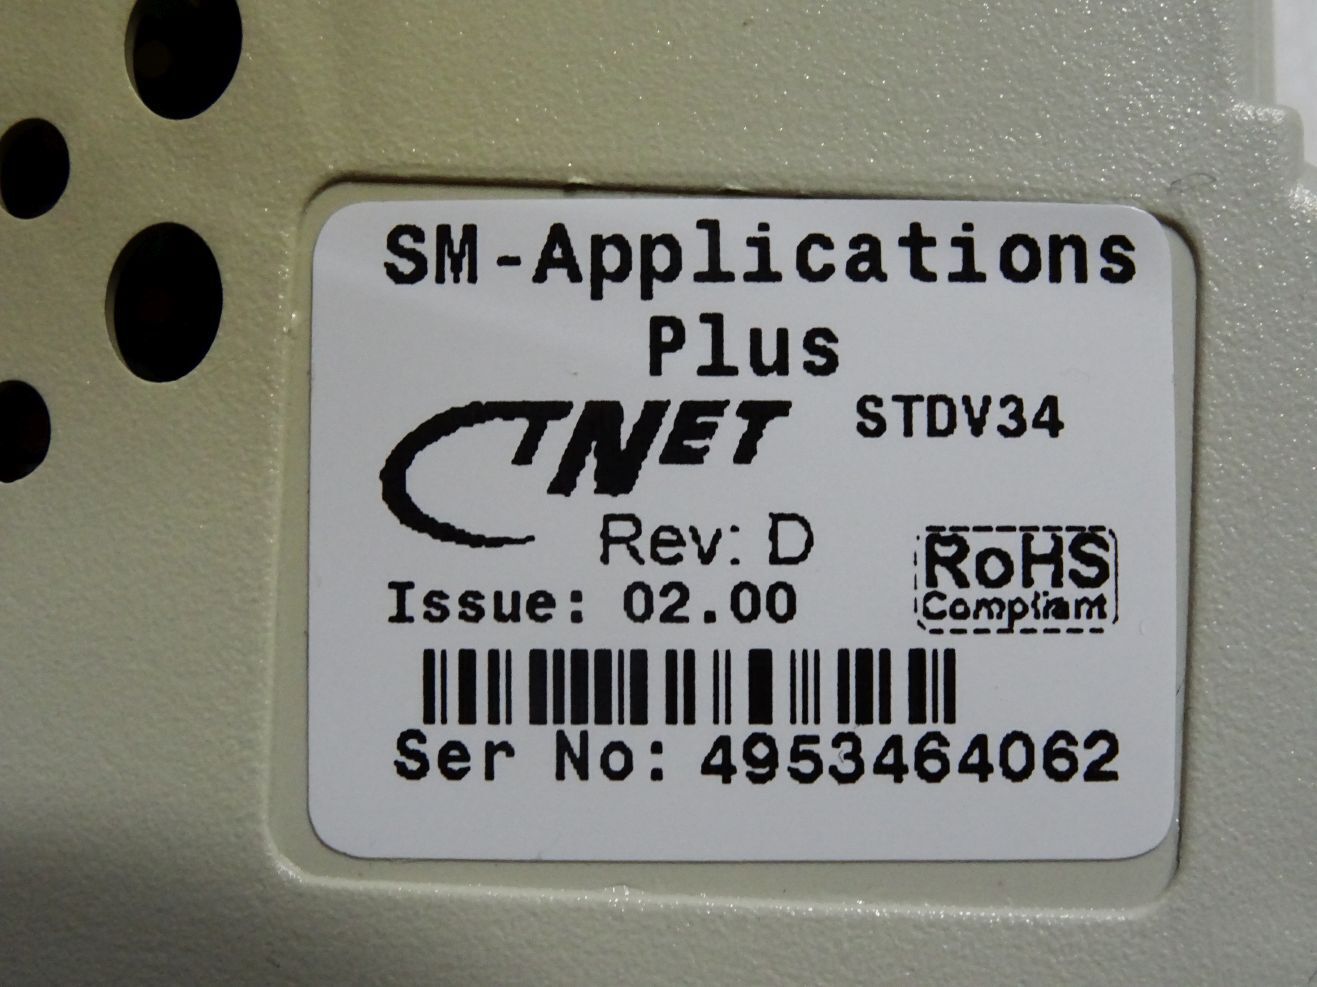 SM-Applications
Plus
CTNET STDV34
Rev: D
RoHS
Compliant
Issue: 02.00
Ser No: 4953464062